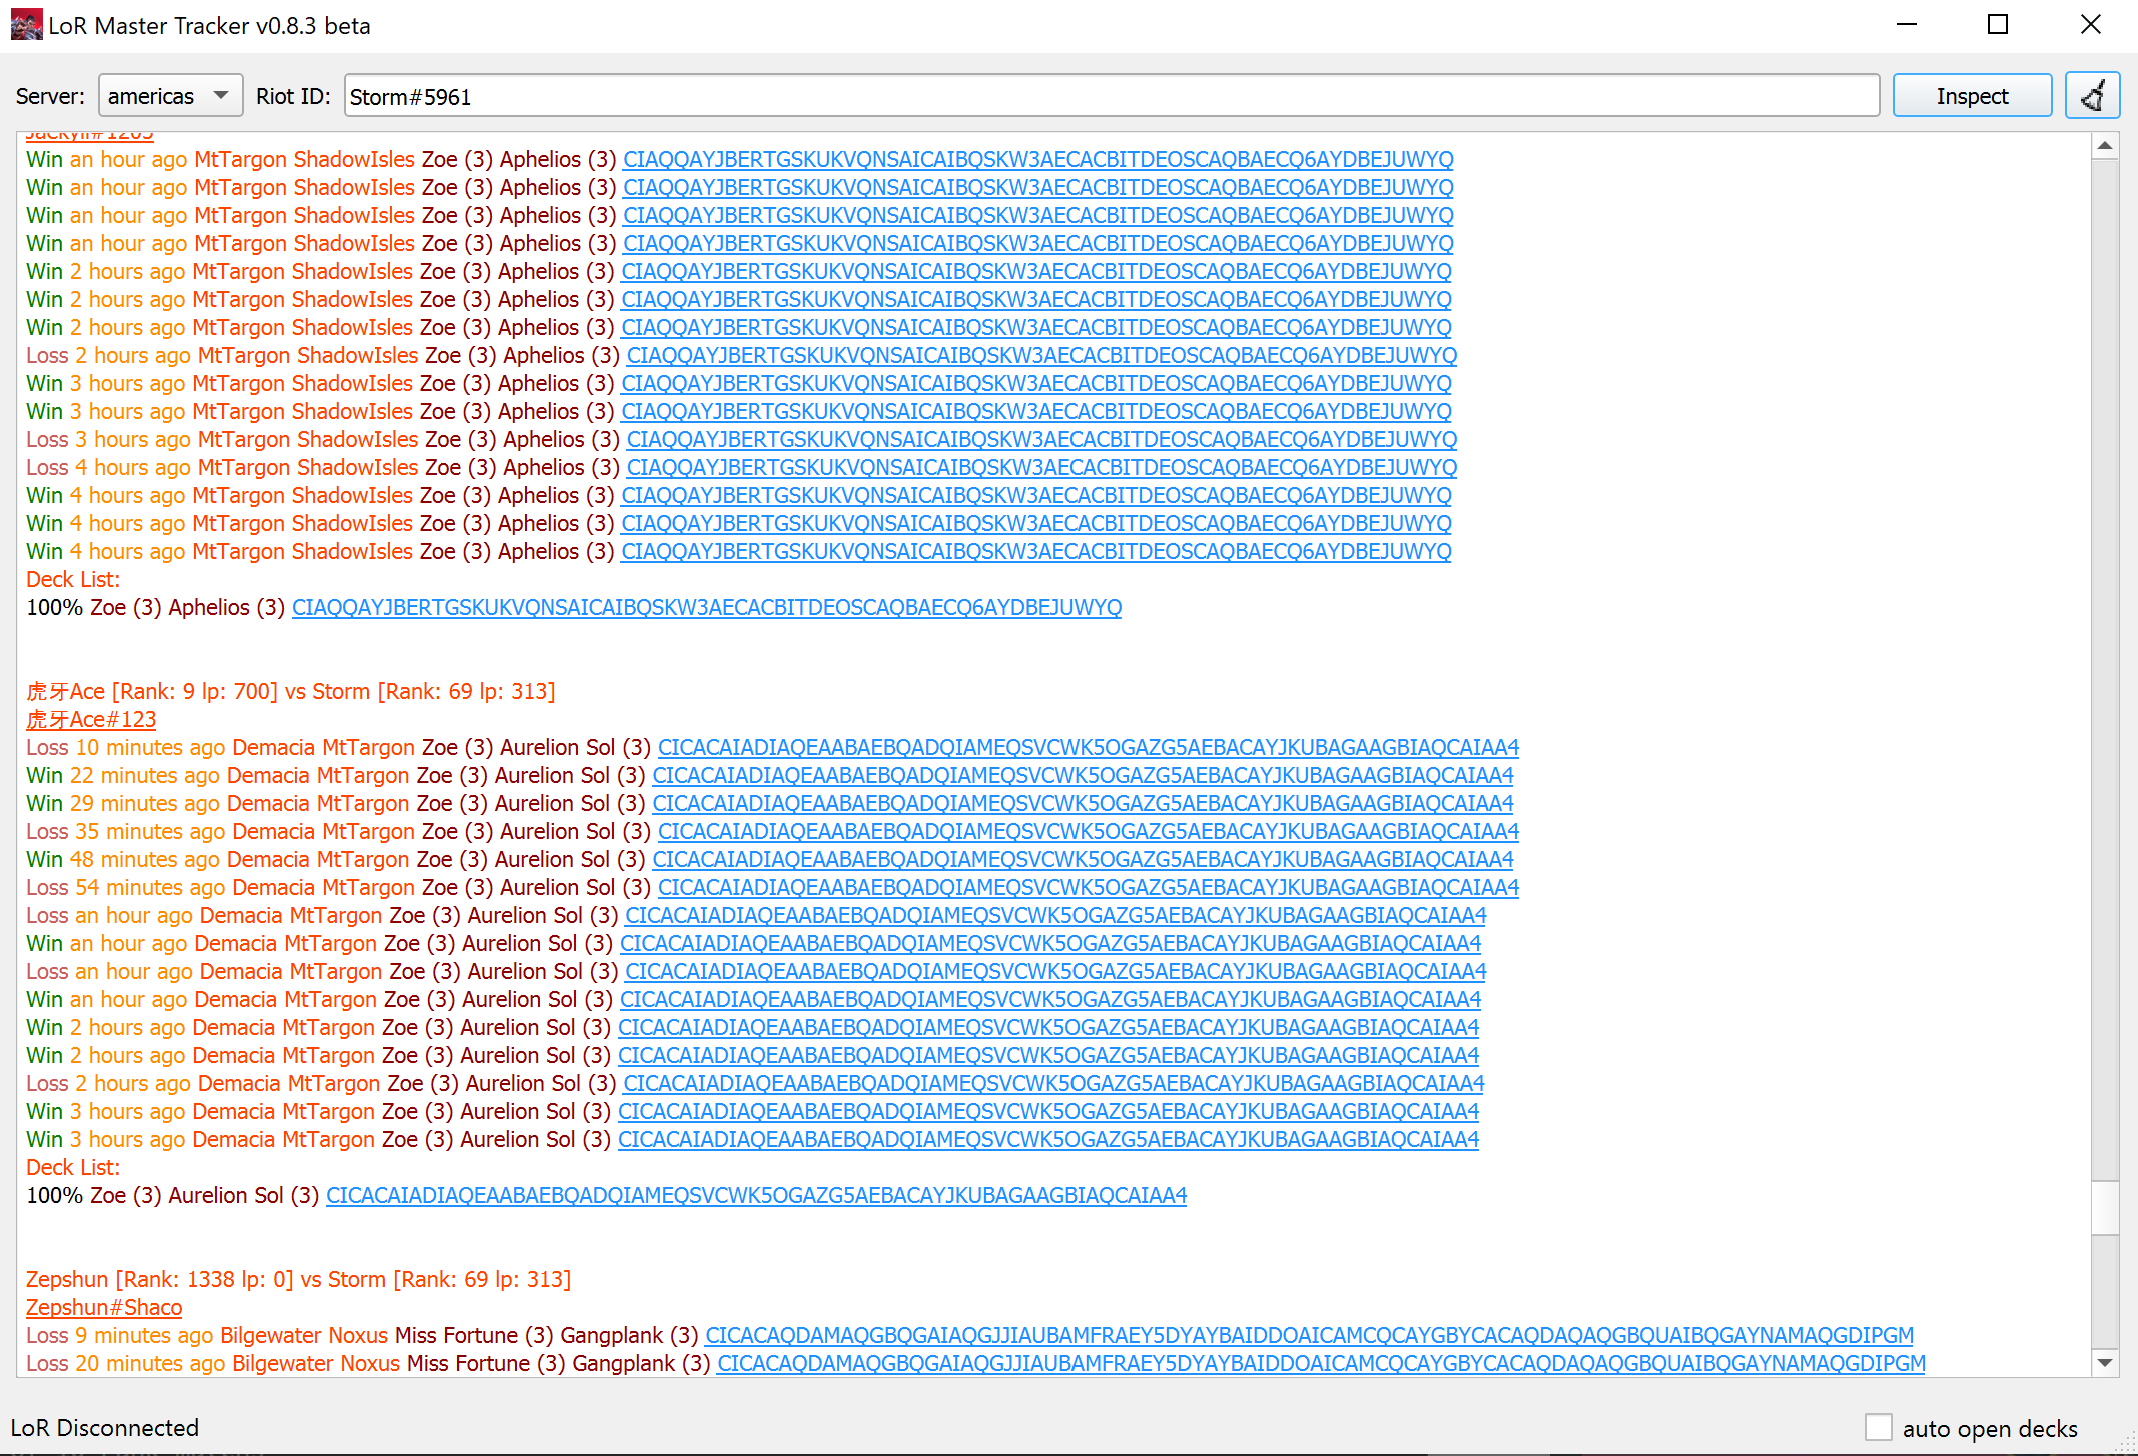 LoR Master Tracker v0.8.3 beta
Server: americas Riot ID: Storm#5961 Inspect
Win an hour ago MtTargon ShadowIsles Zoe (3) Aphelios (3) CIAQQAYJBERTGSKUKVQNSAICAIBQSKW3AECACBITDEOSCAQBAECQ6AYDBEJUWYQ
Win an hour ago MtTargon ShadowIsles Zoe (3) Aphelios (3) CIAQQAYJBERTGSKUKVQNSAICAIBQSKW3AECACBITDEOSCAQBAECQ6AYDBEJUWYQ
Win an hour ago MtTargon ShadowIsles Zoe (3) Aphelios (3) CIAQQAYJBERTGSKUKVQNSAICAIBQSKW3AECACBITDEOSCAQBAECQ6AYDBEJUWYQ
Win an hour ago MtTargon ShadowIsles Zoe (3) Aphelios (3) CIAQQAYJBERTGSKUKVQNSAICAIBQSKW3AECACBITDEOSCAQBAECQ6AYDBEJUWYQ
Win 2 hours ago MtTargon ShadowIsles Zoe (3) Aphelios (3) CIAQQAYJBERTGSKUKVQNSAICAIBQSKW3AECACBITDEOSCAQBAECQ6AYDBEJUWYQ
Win 2 hours ago MtTargon ShadowIsles Zoe (3) Aphelios (3) CIAQQAYJBERTGSKUKVQNSAICAIBQSKW3AECACBITDEOSCAQBAECQ6AYDBEJUWYQ
Win 2 hours ago MtTargon ShadowIsles Zoe (3) Aphelios (3) CIAQQAYJBERTGSKUKVQNSAICAIBQSKW3AECACBITDEOSCAQBAECQ6AYDBEJUWYQ
Loss 2 hours ago MtTargon ShadowIsles Zoe (3) Aphelios (3) CIAQQAYJBERTGSKUKVQNSAICAIBQSKW3AECACBITDEOSCAQBAECQ6AYDBEJUWYQ
Win 3 hours ago MtTargon ShadowIsles Zoe (3) Aphelios (3) CIAQQAYJBERTGSKUKVQNSAICAIBQSKW3AECACBITDEOSCAQBAECQ6AYDBEJUWYQ
Win 3 hours ago MtTargon ShadowIsles Zoe (3) Aphelios (3) CIAQQAYJBERTGSKUKVQNSAICAIBQSKW3AECACBITDEOSCAQBAECQ6AYDBEJUWYQ
Loss 3 hours ago MtTargon ShadowIsles Zoe (3) Aphelios (3) CIAQQAYJBERTGSKUKVQNSAICAIBQSKW3AECACBITDEOSCAQBAECQ6AYDBEJUWYQ
Loss 4 hours ago MtTargon ShadowIsles Zoe (3) Aphelios (3) CIAQQAYJBERTGSKUKVQNSAICAIBQSKW3AECACBITDEOSCAQBAECQ6AYDBEJUWYQ
Win 4 hours ago MtTargon ShadowIsles Zoe (3) Aphelios (3) CIAQQAYJBERTGSKUKVQNSAICAIBQSKW3AECACBITDEOSCAQBAECQ6AYDBEJUWYQ
Win 4 hours ago MtTargon ShadowIsles Zoe (3) Aphelios (3) CIAQQAYJBERTGSKUKVQNSAICAIBQSKW3AECACBITDEOSCAQBAECQ6AYDBEJUWYQ
Win 4 hours ago MtTargon ShadowIsles Zoe (3) Aphelios (3) CIAQQAYJBERTGSKUKVQNSAICAIBQSKW3AECACBITDEOSCAQBAECQ6AYDBEJUWYQ
Deck List:
100% Zoe (3) Aphelios (3) CIAQQAYJBERTGSKUKVQNSAICAIBQSKW3AECACBITDEOSCAQBAECQ6AYDBEJUWYQ
虎牙Ace [Rank: 9 lp: 700] vs Storm [Rank: 69 lp: 313]
虎牙Ace#123
Loss 10 minutes ago Demacia MtTargon Zoe (3) Aurelion Sol (3) CICACAIADIAQEAABAEBQADQIAMEQSVCWK5OGAZG5AEBACAYJKUBAGAAGBIAQCAIAA4
Win 22 minutes ago Demacia MtTargon Zoe (3) Aurelion Sol (3) CICACAIADIAQEAABAEBQADQIAMEQSVCWK5OGAZG5AEBACAYJKUBAGAAGBIAQCAIAA4
Win 29 minutes ago Demacia MtTargon Zoe (3) Aurelion Sol (3) CICACAIADIAQEAABAEBQADQIAMEQSVCWK5OGAZG5AEBACAYJKUBAGAAGBIAQCAIAA4
Loss 35 minutes ago Demacia MtTargon Zoe (3) Aurelion Sol (3) CICACAIADIAQEAABAEBQADQIAMEQSVCWK5OGAZG5AEBACAYJKUBAGAAGBIAQCAIAA4
Win 48 minutes ago Demacia MtTargon Zoe (3) Aurelion Sol (3) CICACAIADIAQEAABAEBQADQIAMEQSVCWK5OGAZG5AEBACAYJKUBAGAAGBIAQCAIAA4
Loss 54 minutes ago Demacia MtTargon Zoe (3) Aurelion Sol (3) CICACAIADIAQEAABAEBQADQIAMEQSVCWK5OGAZG5AEBACAYJKUBAGAAGBIAQCAIAA4
Loss an hour ago Demacia MtTargon Zoe (3) Aurelion Sol (3) CICACAIADIAQEAABAEBQADQIAMEQSVCWK5OGAZG5AEBACAYJKUBAGAAGBIAQCAIAA4
Win an hour ago Demacia MtTargon Zoe (3) Aurelion Sol (3) CICACAIADIAQEAABAEBQADQIAMEQSVCWK5OGAZG5AEBACAYJKUBAGAAGBIAQCAIAA4
Loss an hour ago Demacia MtTargon Zoe (3) Aurelion Sol (3) CICACAIADIAQEAABAEBQADQIAMEQSVCWK5OGAZG5AEBACAYJKUBAGAAGBIAQCAIAA4
Win an hour ago Demacia MtTargon Zoe (3) Aurelion Sol (3) CICACAIADIAQEAABAEBQADQIAMEQSVCWK5OGAZG5AEBACAYJKUBAGAAGBIAQCAIAA4
Win 2 hours ago Demacia MtTargon Zoe (3) Aurelion Sol (3) CICACAIADIAQEAABAEBQADQIAMEQSVCWK5OGAZG5AEBACAYJKUBAGAAGBIAQCAIAA4
Win 2 hours ago Demacia MtTargon Zoe (3) Aurelion Sol (3) CICACAIADIAQEAABAEBQADQIAMEQSVCWK5OGAZG5AEBACAYJKUBAGAAGBIAQCAIAA4
Loss 2 hours ago Demacia MtTargon Zoe (3) Aurelion Sol (3) CICACAIADIAQEAABAEBQADQIAMEQSVCWK5OGAZG5AEBACAYJKUBAGAAGBIAQCAIAA4
Win 3 hours ago Demacia MtTargon Zoe (3) Aurelion Sol (3) CICACAIADIAQEAABAEBQADQIAMEQSVCWK5OGAZG5AEBACAYJKUBAGAAGBIAQCAIAA4
Win 3 hours ago Demacia MtTargon Zoe (3) Aurelion Sol (3) CICACAIADIAQEAABAEBQADQIAMEQSVCWK5OGAZG5AEBACAYJKUBAGAAGBIAQCAIAA4
Deck List:
100% Zoe (3) Aurelion Sol (3) CICACAIADIAQEAABAEBQADQIAMEQSVCWK5OGAZG5AEBACAYJKUBAGAAGBIAQCAIAA4
Zepshun [Rank: 1338 lp: 0] vs Storm [Rank: 69 lp: 313]
Zepshun#Shaco
Loss 9 minutes ago Bilgewater Noxus Miss Fortune (3) Gangplank (3) CICACAQDAMAQGBQGAIAQGJJIAUBAMFRAEY5DYAYBAIDDOAICAMCQCAYGBYCACAQDAQAQGBQUAIBQGAYNAMAQGDIPGM
Loss 20 minutes ago Bilgewater Noxus Miss Fortune (3) Gangplank (3) CICACAQDAMAQGBQGAIAQGJJIAUBAMFRAEY5DYAYBAIDDOAICAMCQCAYGBYCACAQDAQAQGBQUAIBQGAYNAMAQGDIPGM
LoR Disconnected auto open decks